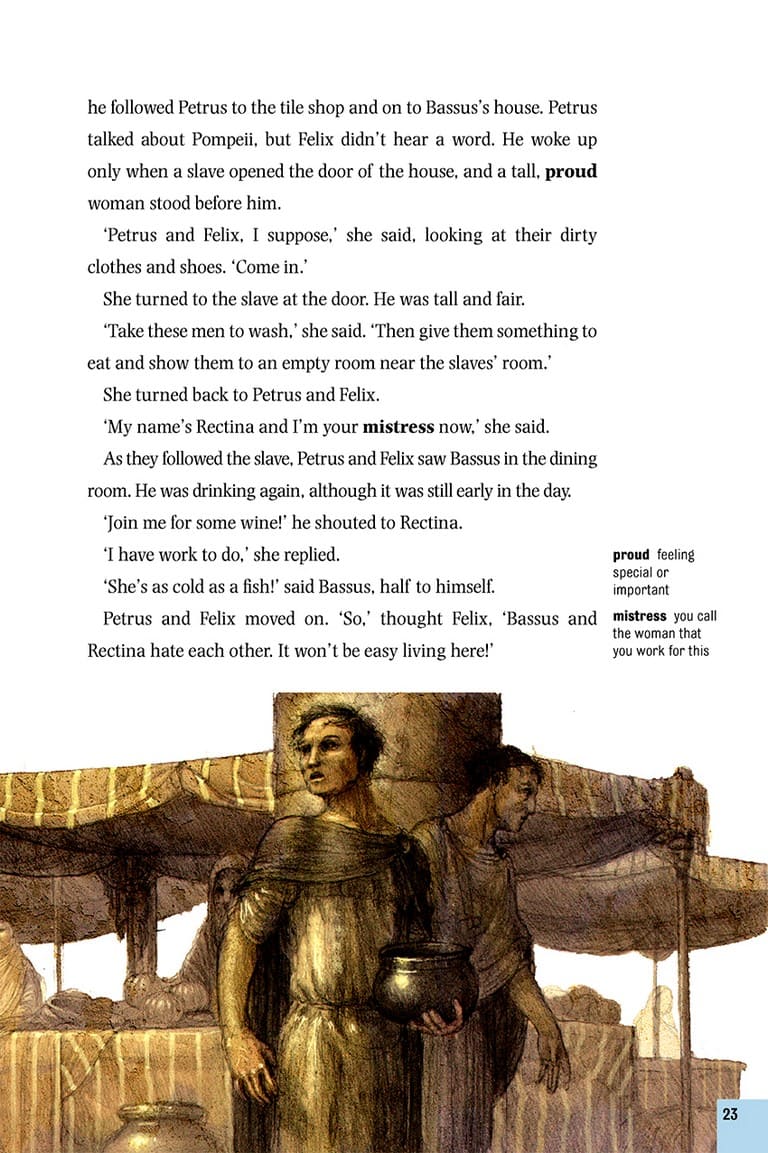 he followed Petrus to the tile shop and on to Bassus’s house. Petrus
talked about Pompeii, but Felix didn’t hear a word. He woke up
only when a slave opened the door of the house, and a tall, proud
woman stood before him.
‘Petrus and Felix, I suppose,’ she said, looking at their dirty
clothes and shoes. ‘Come in.’
She turned to the slave at the door. He was tall and fair.
‘Take these men to wash,’ she said. ‘Then give them something to
eat and show them to an empty room near the slaves’ room.’
She turned back to Petrus and Felix.
‘My name’s Rectina and I’m your mistress now,’ she said.
As they followed the slave, Petrus and Felix saw Bassus in the dining
room. He was drinking again, although it was still early in the day.
‘Join me for some wine!’ he shouted to Rectina.
‘I have work to do,’ she replied.
‘She’s as cold as a fish!’ said Bassus, half to himself.
Petrus and Felix moved on. ‘So,’ thought Felix, ‘Bassus and
Rectina hate each other. It won’t be easy living here!’
proud feeling
special or
important
mistress you call
the woman that
you work for this
23